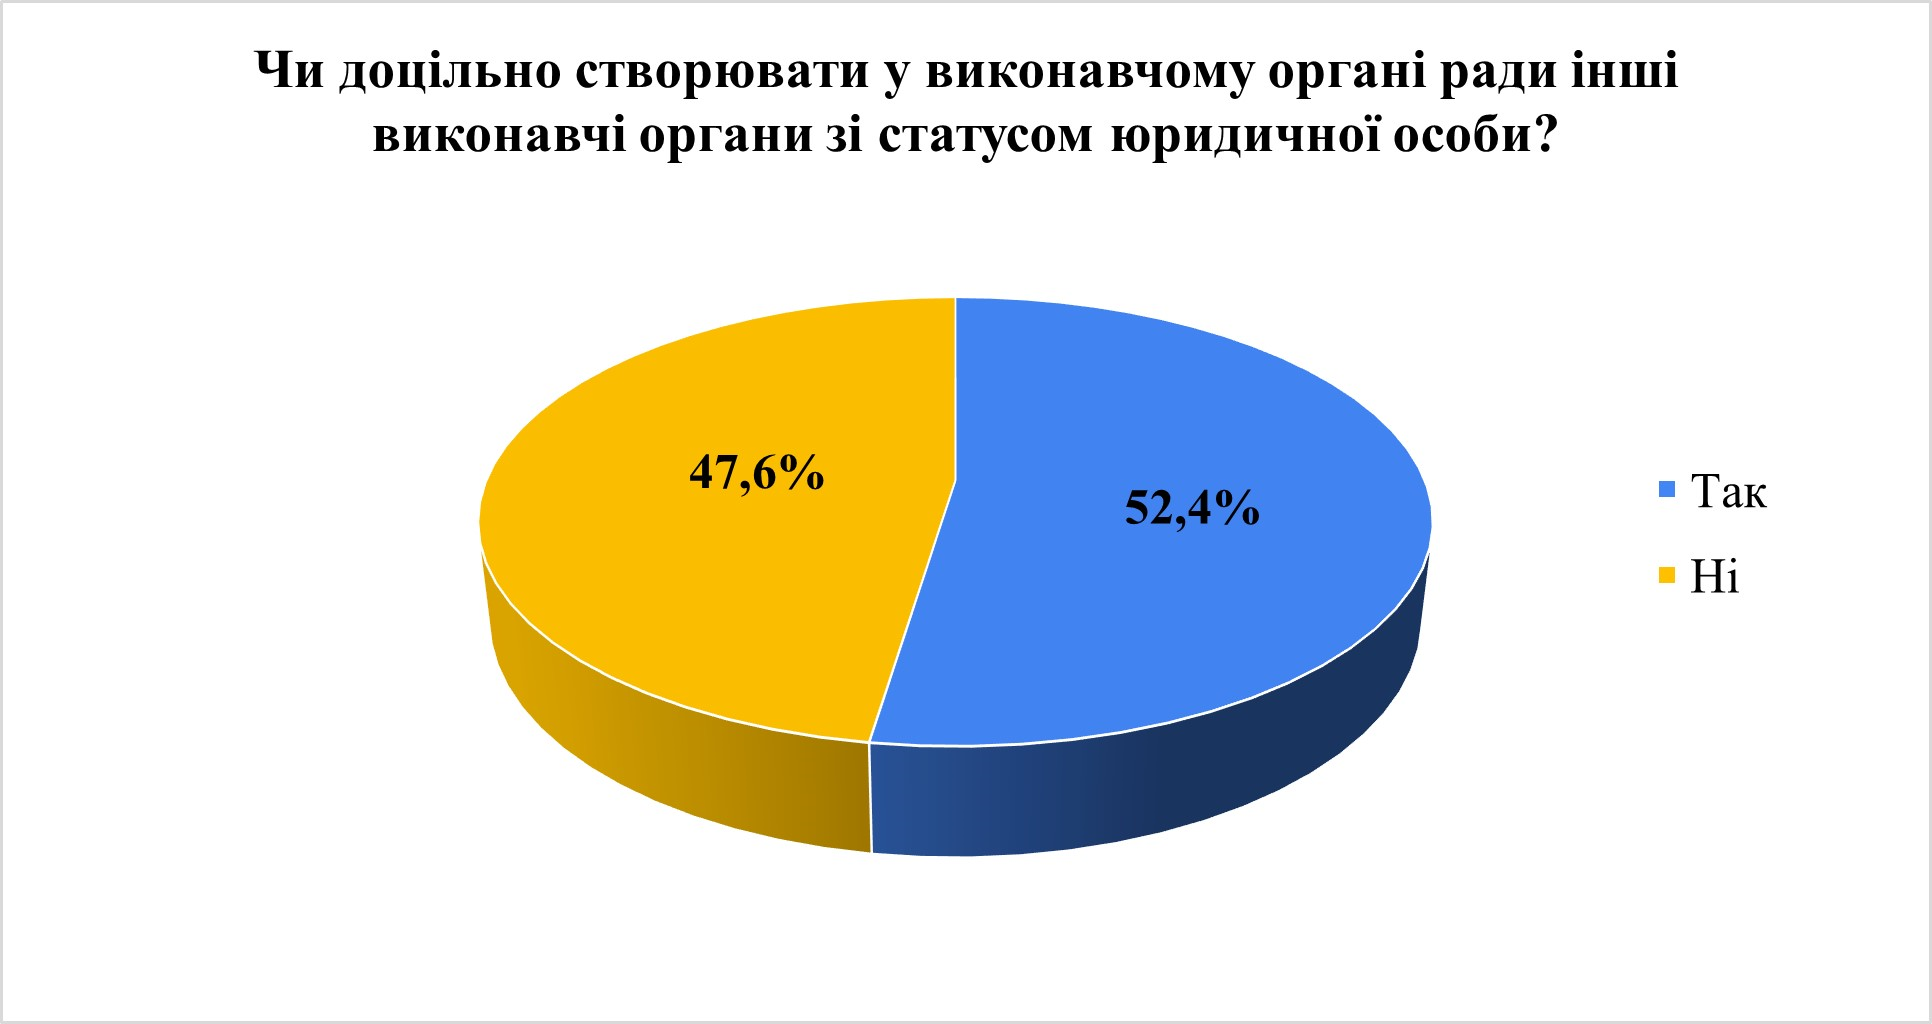 Чи доцільно створювати у виконавчому органі ради інші
виконавчі органи зі статусом юридичної особи?
47,6%
52,4%
Так
Ні